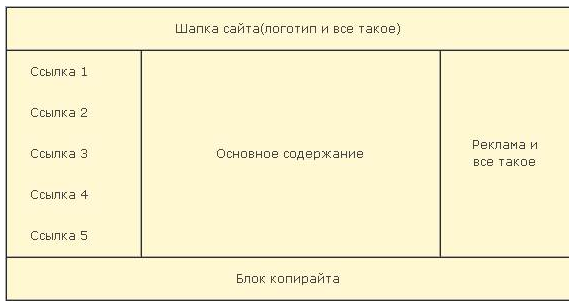 Шапка сайта(логотип и все такое)
Ссылка 1
Ссылка 2
Ссылка 3
Ссылка 4
Ссылка 5
Основное содержание
Реклама и
все такое
Блок копирайта